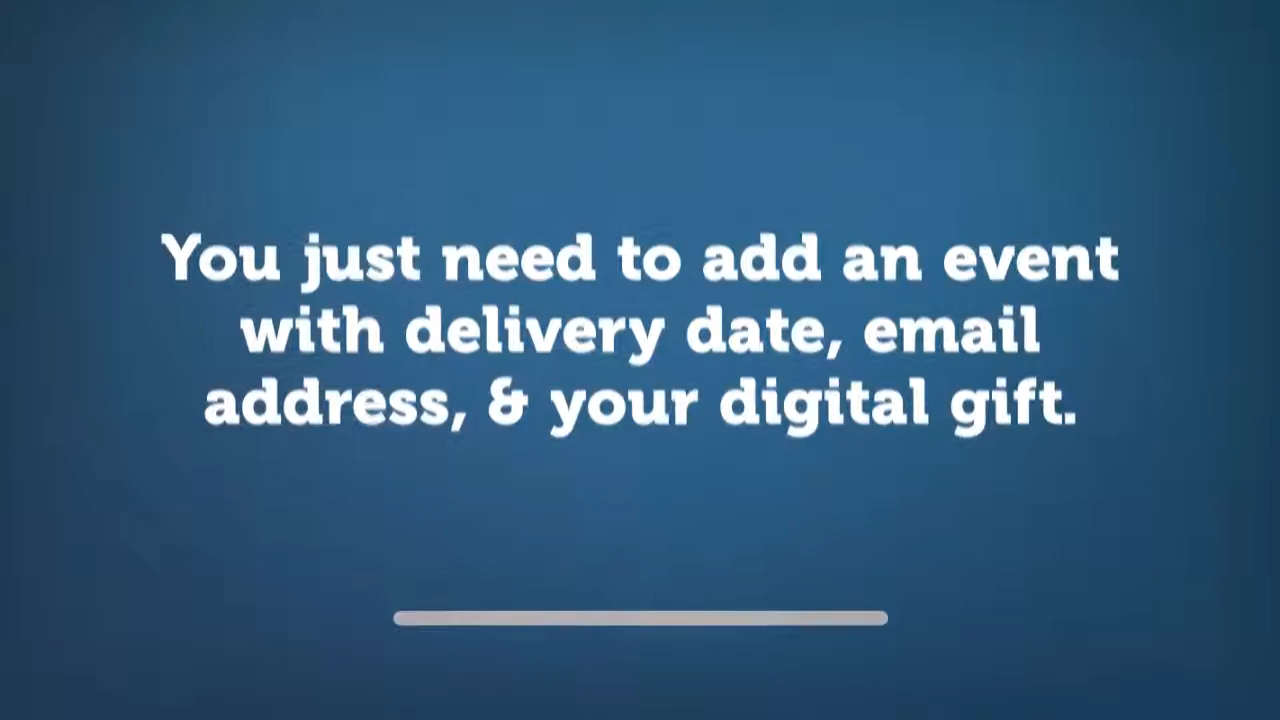 You just need to add an event
with delivery date, email
address, & your digital gift.